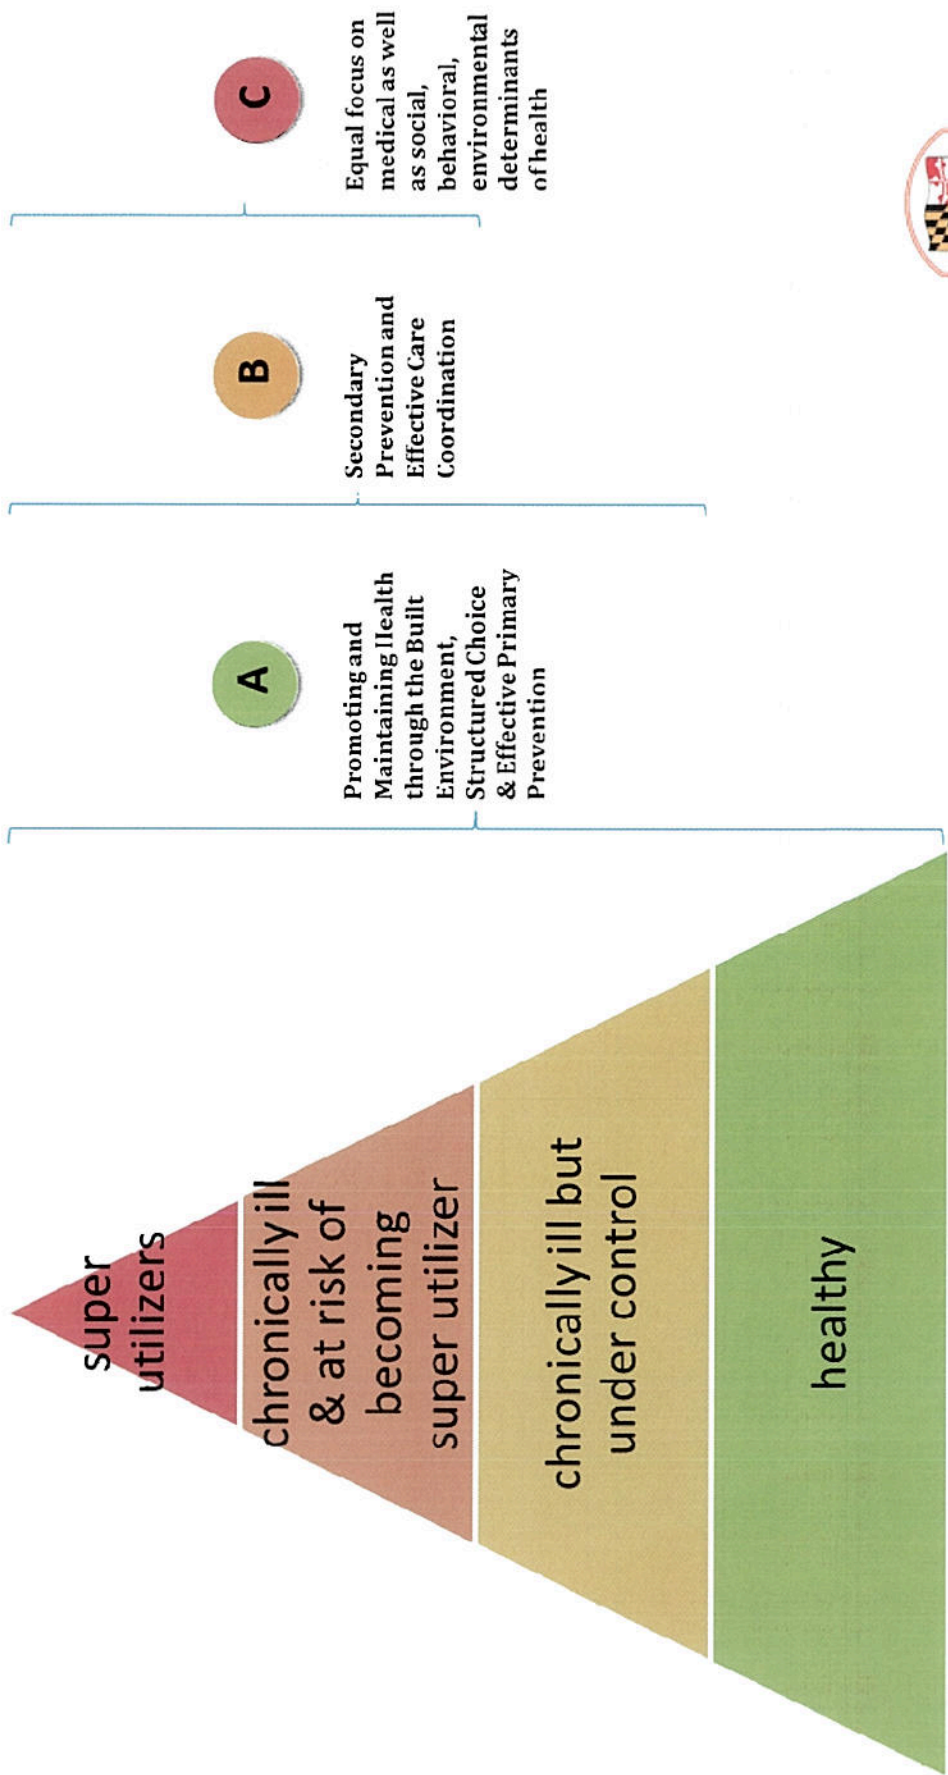 super
utilizers
chronically ill
& at risk of
becoming
super utilizer
chronically ill but
under control
healthy
A
Promoting and
Maintaining Health
through the Built
Environment,
Structured Choice
& Effective Primary
Prevention
B
Secondary
Prevention and
Effective Care
Coordination
C
Equal focus on
medical as well
as social,
behavioral,
environmental
determinants
of health